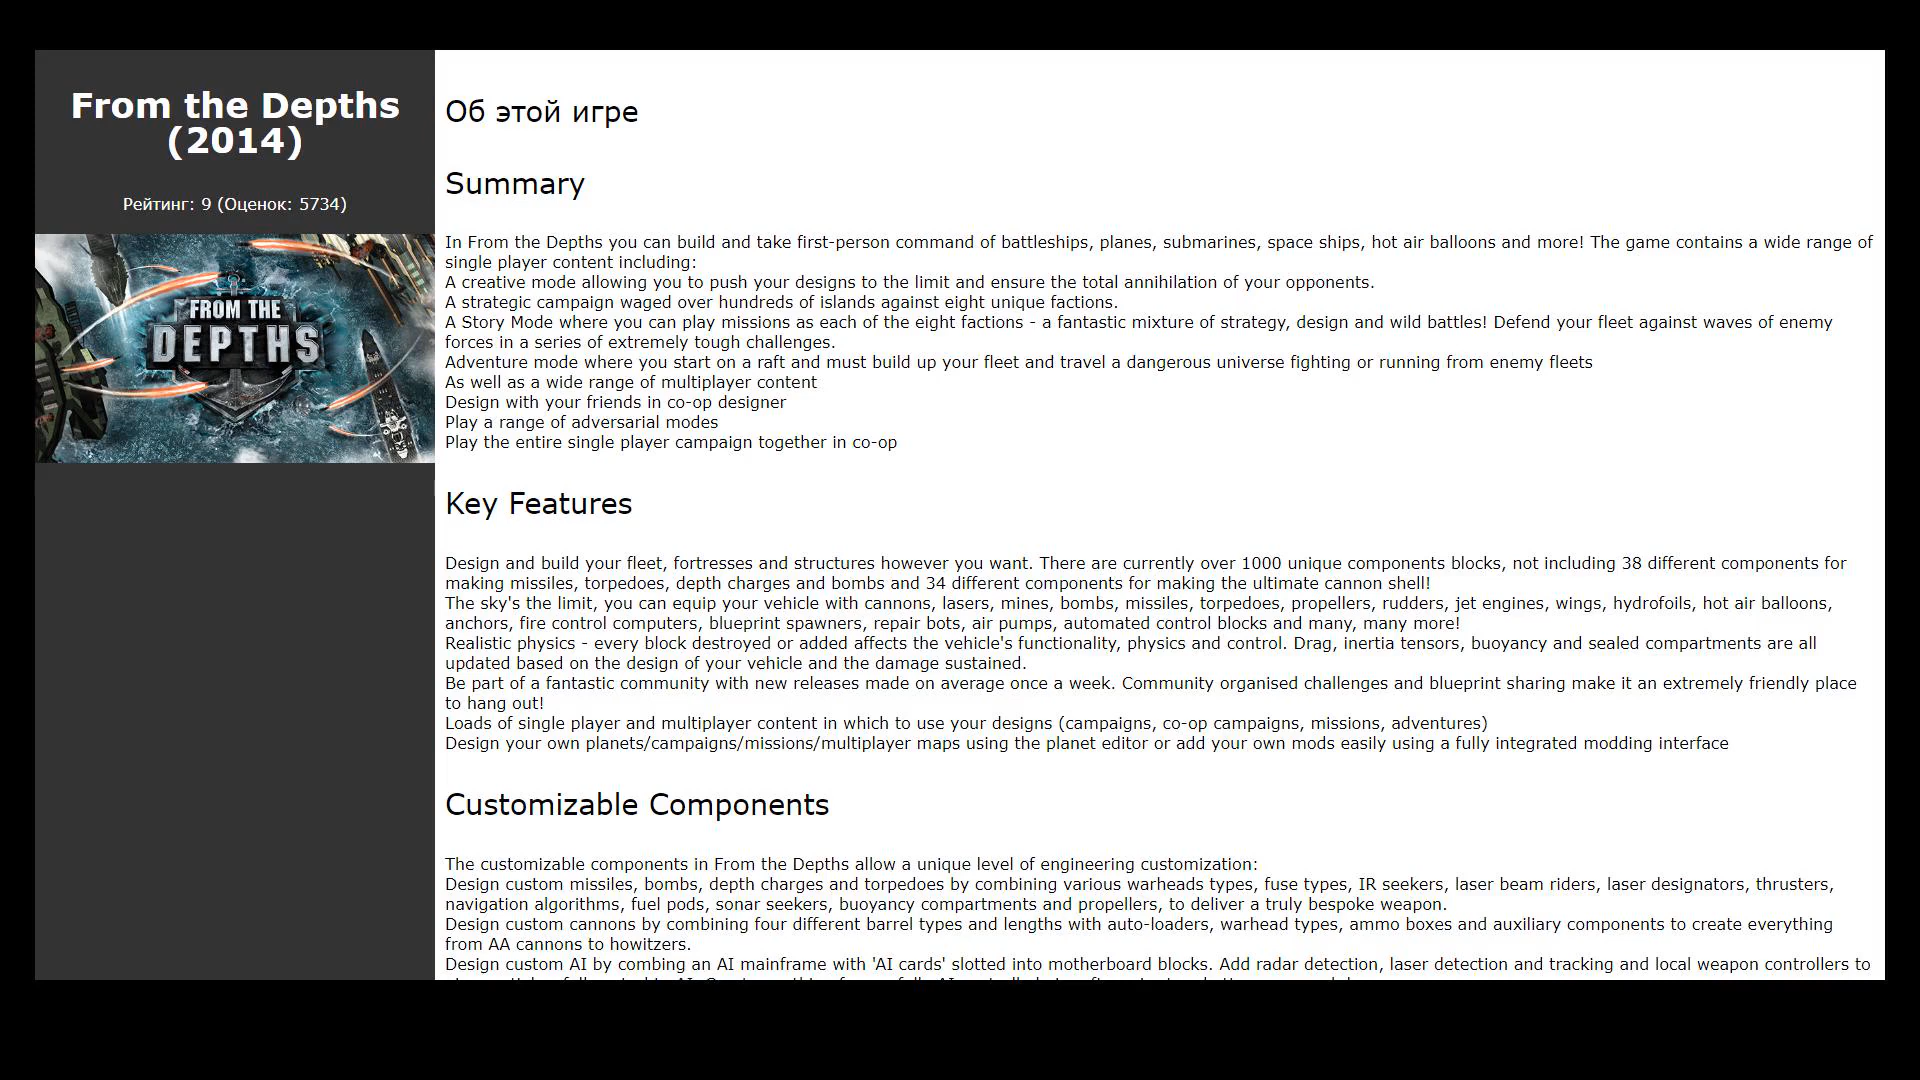 From the Depths
(2014)
Рейтинг: 9 (Оценок: 5734)
FROM THE
DEPTHS
Об этой игре
Summary
In From the Depths you can build and take first-person command of battleships, planes, submarines, space ships, hot air balloons and more! The game contains a wide range of
single player content including:
A creative mode allowing you to push your designs to the limit and ensure the total annihilation of your opponents.
A strategic campaign waged over hundreds of islands against eight unique factions.
A Story Mode where you can play missions as each of the eight factions - a fantastic mixture of strategy, design and wild battles! Defend your fleet against waves of enemy
forces in a series of extremely tough challenges.
Adventure mode where you start on a raft and must build up your fleet and travel a dangerous universe fighting or running from enemy fleets
As well as a wide range of multiplayer content
Design with your friends in co-op designer
Play a range of adversarial modes
Play the entire single player campaign together in co-op
Key Features
Design and build your fleet, fortresses and structures however you want. There are currently over 1000 unique components blocks, not including 38 different components for
making missiles, torpedoes, depth charges and bombs and 34 different components for making the ultimate cannon shell!
The sky's the limit, you can equip your vehicle with cannons, lasers, mines, bombs, missiles, torpedoes, propellers, rudders, jet engines, wings, hydrofoils, hot air balloons,
anchors, fire control computers, blueprint spawners, repair bots, air pumps, automated control blocks and many, many more!
Realistic physics - every block destroyed or added affects the vehicle's functionality, physics and control. Drag, inertia tensors, buoyancy and sealed compartments are all
updated based on the design of your vehicle and the damage sustained.
Be part of a fantastic community with new releases made on average once a week. Community organised challenges and blueprint sharing make it an extremely friendly place
to hang out!
Loads of single player and multiplayer content in which to use your designs (campaigns, co-op campaigns, missions, adventures)
Design your own planets/campaigns/missions/multiplayer maps using the planet editor or add your own mods easily using a fully integrated modding interface
Customizable Components
The customizable components in From the Depths allow a unique level of engineering customization:
Design custom missiles, bombs, depth charges and torpedoes by combining various warheads types, fuse types, IR seekers, laser beam riders, laser designators, thrusters,
navigation algorithms, fuel pods, sonar seekers, buoyancy compartments and propellers, to deliver a truly bespoke weapon.
Design custom cannons by combining four different barrel types and lengths with auto-loaders, warhead types, ammo boxes and auxiliary components to create everything
from AA cannons to howitzers.
Design custom AI by combing an AI mainframe with 'AI cards' slotted into motherboard blocks. Add radar detection, laser detection and tracking and local weapon controllers to